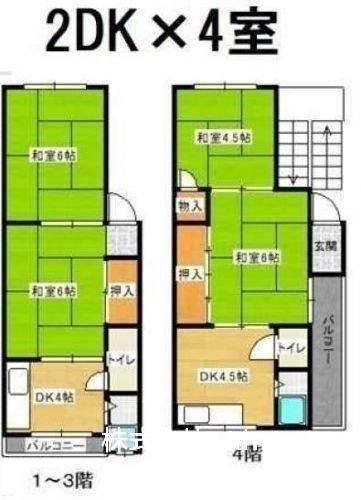 2DK×4室
和室6帖
和室6帖
押入
トイレ
DK4帖
バルコニー
1～3階
和室4.5帖
物入
押入
和室6帖
玄関
バルコニー
トイレ
DK4.5帖
4階